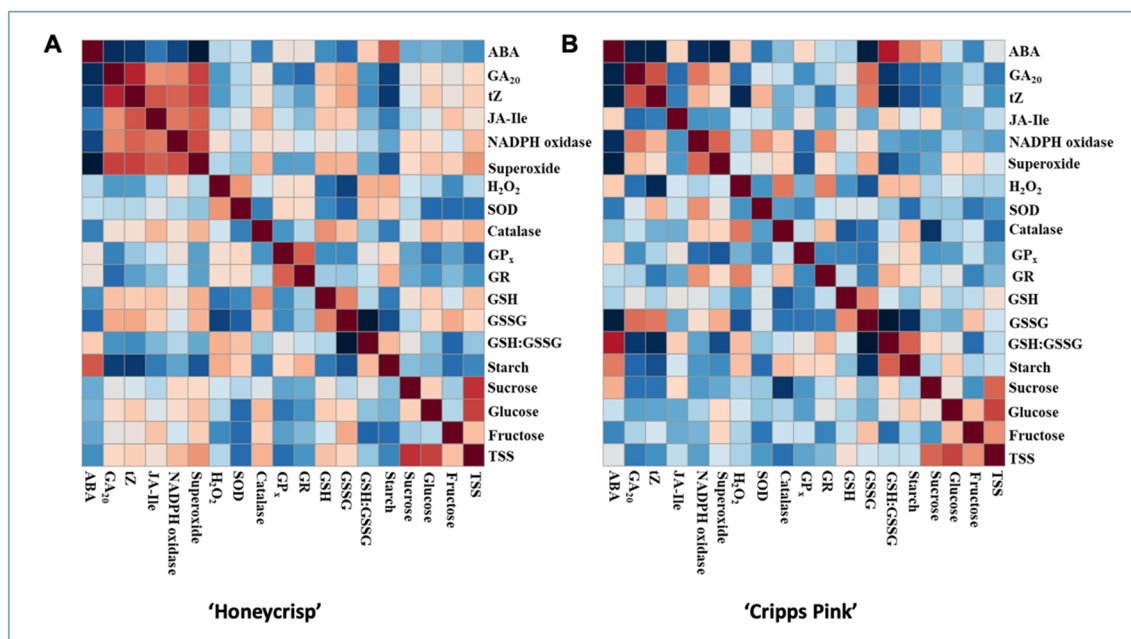 A
ABA
GA20
tZ
JA-Ile
NADPH oxidase
Superoxide
H2O2
SOD
Catalase
GPx
GR
GSH
GSSG
GSH:GSSG
Starch
Sucrose
Glucose
Fructose
TSS
ABA
GA20
tZ
JA-Ile
NADPH oxidase
Superoxide
H2O2
SOD
Catalase
GPx
GR
GSH
GSSG
GSH:GSSG
Starch
Sucrose
Glucose
Fructose
TSS
'Honeycrisp'
B
ABA
GA20
tZ
JA-Ile
NADPH oxidase
Superoxide
H2O2
SOD
Catalase
GPx
GR
GSH
GSSG
GSH:GSSG
Starch
Sucrose
Glucose
Fructose
TSS
ABA
GA20
tZ
JA-Ile
NADPH oxidase
Superoxide
H2O2
SOD
Catalase
GPx
GR
GSH
GSSG
GSH:GSSG
Starch
Sucrose
Glucose
Fructose
TSS
'Cripps Pink'